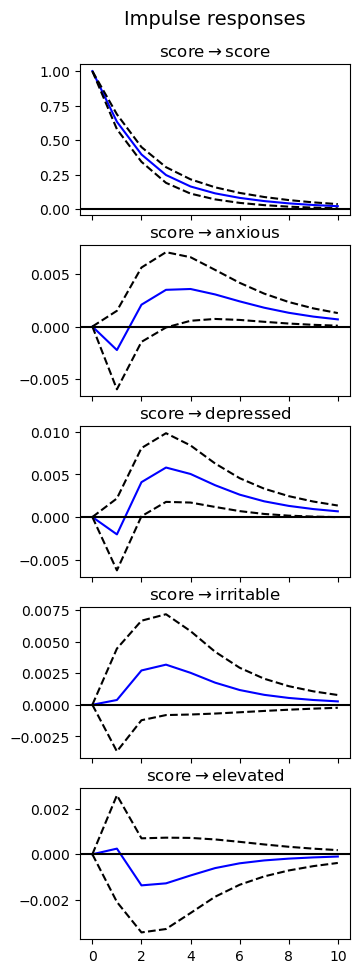 Impulse responses
score → score
1.00
0.75
0.50
0.25
0.00
score → anxious
0.005
0.000
−0.005
score → depressed
0.010
0.005
0.000
−0.005
score → irritable
0.0075
0.0050
0.0025
0.0000
−0.0025
score → elevated
0.002
0.000
−0.002
0 2 4 6 8 10